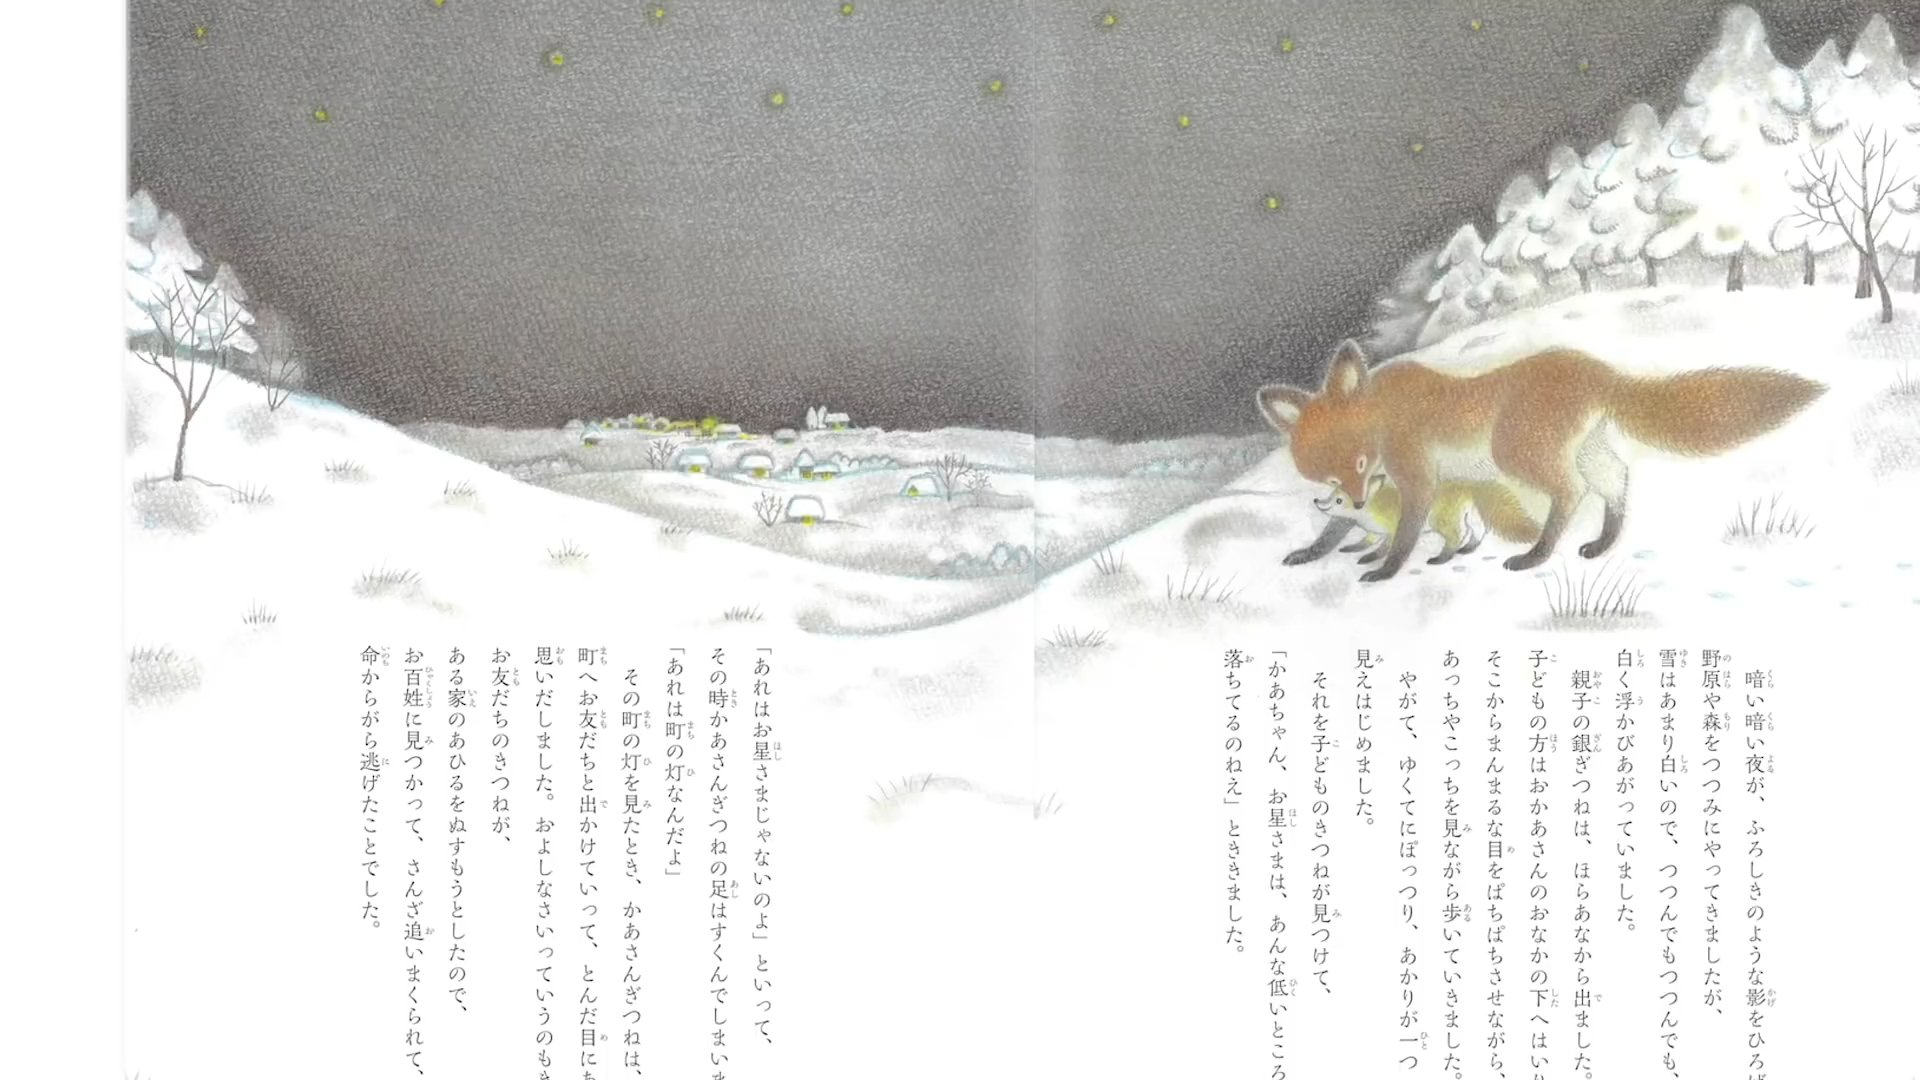 暗い暗い夜が、ふろしきのような影をひろ
野原や森をつつみにやってきましたが、
雪はあまり白いので、つつんでもつつんでも、
白く浮かびあがっていました。
親子の銀ぎつねは、ほらあなから出ました。
子どもの方はおかあさんのおなかの下へはい
そこからまんまるな目をぱちぱちさせながら、
あっちやこっちを見ながら歩いていきました。
やがて、ゆくてにぽっつり、あかりが一つ
見えはじめました。
それを子どものきつねが見つけて、
「かあちゃん、お星さまは、あんな低いところ
落ちてるのねえ」とききました。
「あれはお星さまじゃないのよ」といって、
その時かあさんぎつねの足はすくんでしまい
「あれは町の灯なんだよ」
その町の灯を見たとき、かあさんぎつねは、
町へお友だちと出かけていって、とんだ目に
思いだしました。およしなさいっていうのも
お友だちのきつねが、
ある家のあひるをぬすもうとしたので、
お百姓に見つかって、さんざ追いまくられて、
命からがら逃げたことでした。